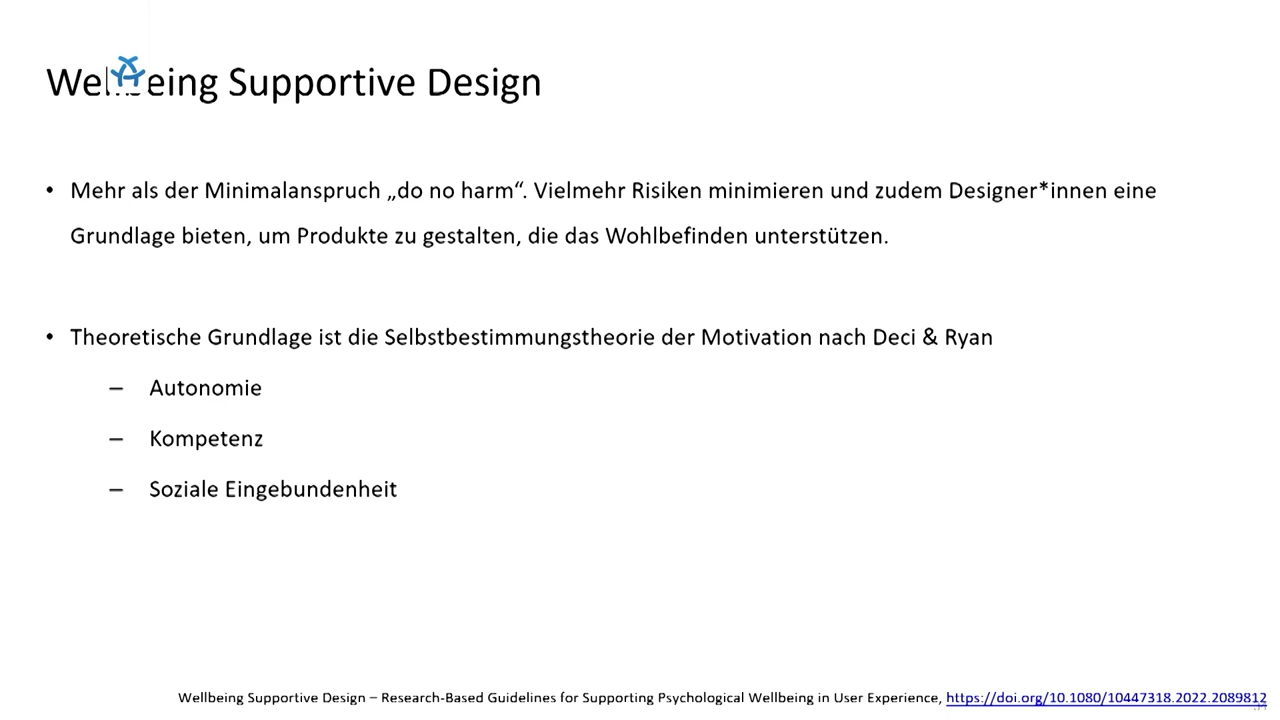 Wellbeing Supportive Design
• Mehr als der Minimalanspruch „do no harm“. Vielmehr Risiken minimieren und zudem Designer*innen eine
Grundlage bieten, um Produkte zu gestalten, die das Wohlbefinden unterstützen.
• Theoretische Grundlage ist die Selbstbestimmungstheorie der Motivation nach Deci & Ryan
– Autonomie
– Kompetenz
– Soziale Eingebundenheit
Wellbeing Supportive Design – Research-Based Guidelines for Supporting Psychological Wellbeing in User Experience, https://doi.org/10.1080/10447318.2022.2089812